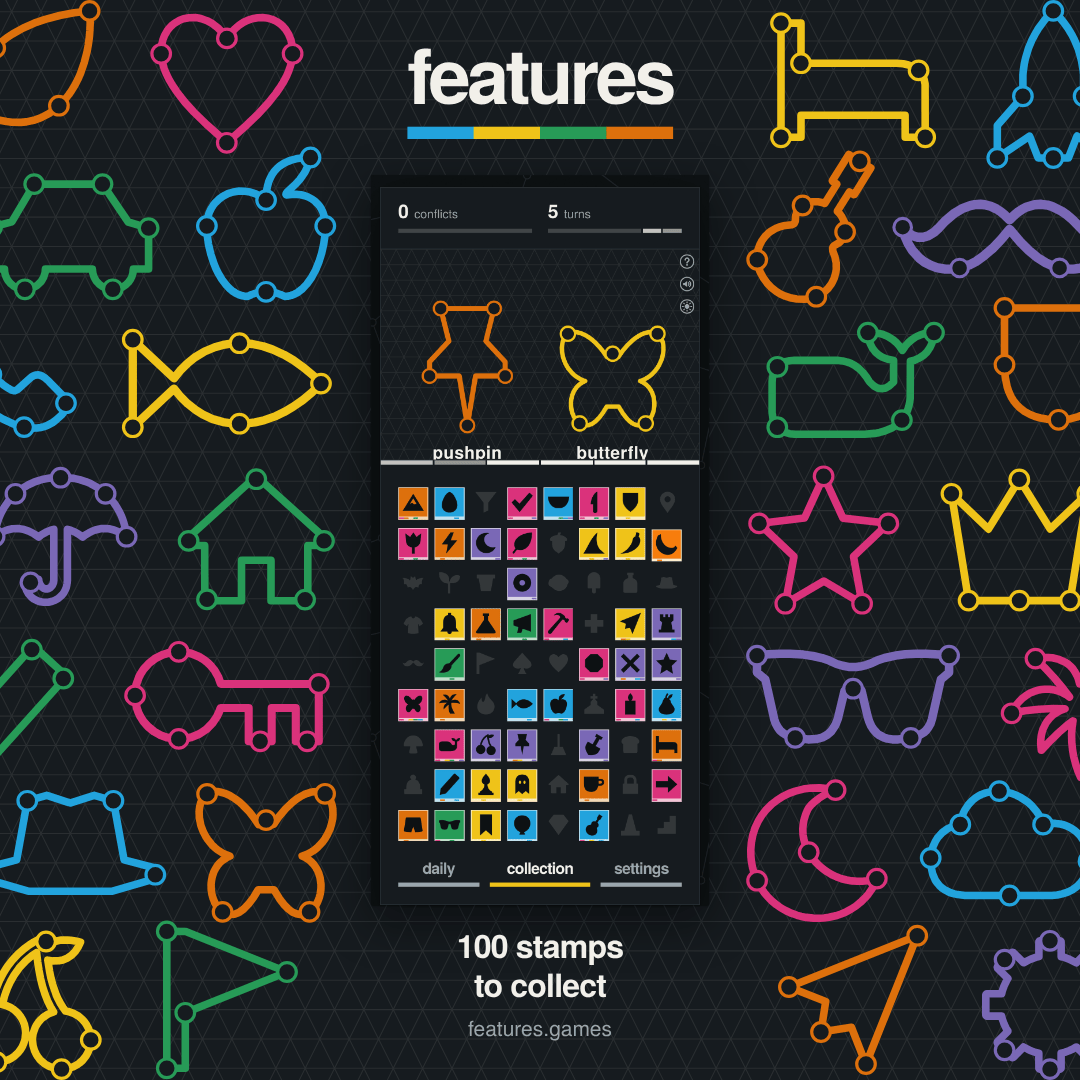 features
0 conflicts
5 turns
?
pushpin
butterfly
daily
collection
settings
100 stamps
to collect
features.games